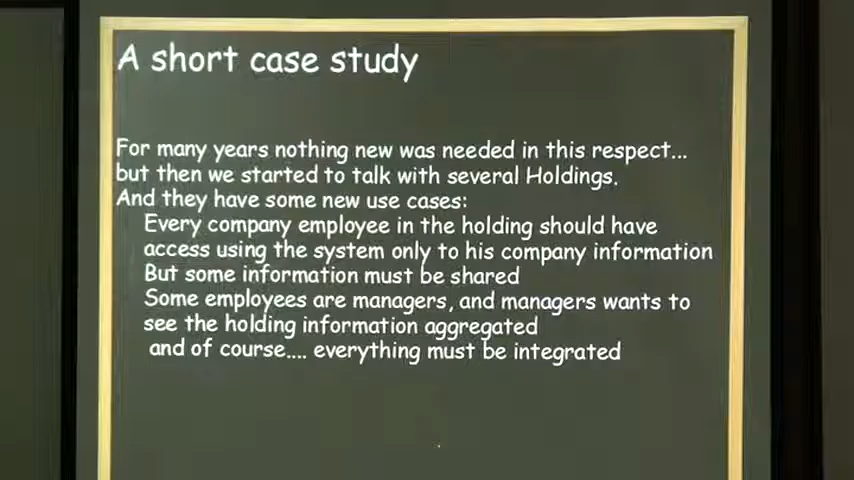 A short case study
For many years nothing new was needed in this respect...
but then we started to talk with several Holdings.
And they have some new use cases:
Every company employee in the holding should have
access using the system only to his company information
But some information must be shared
Some employees are managers, and managers wants to
see the holding information aggregated
and of course.... everything must be integrated